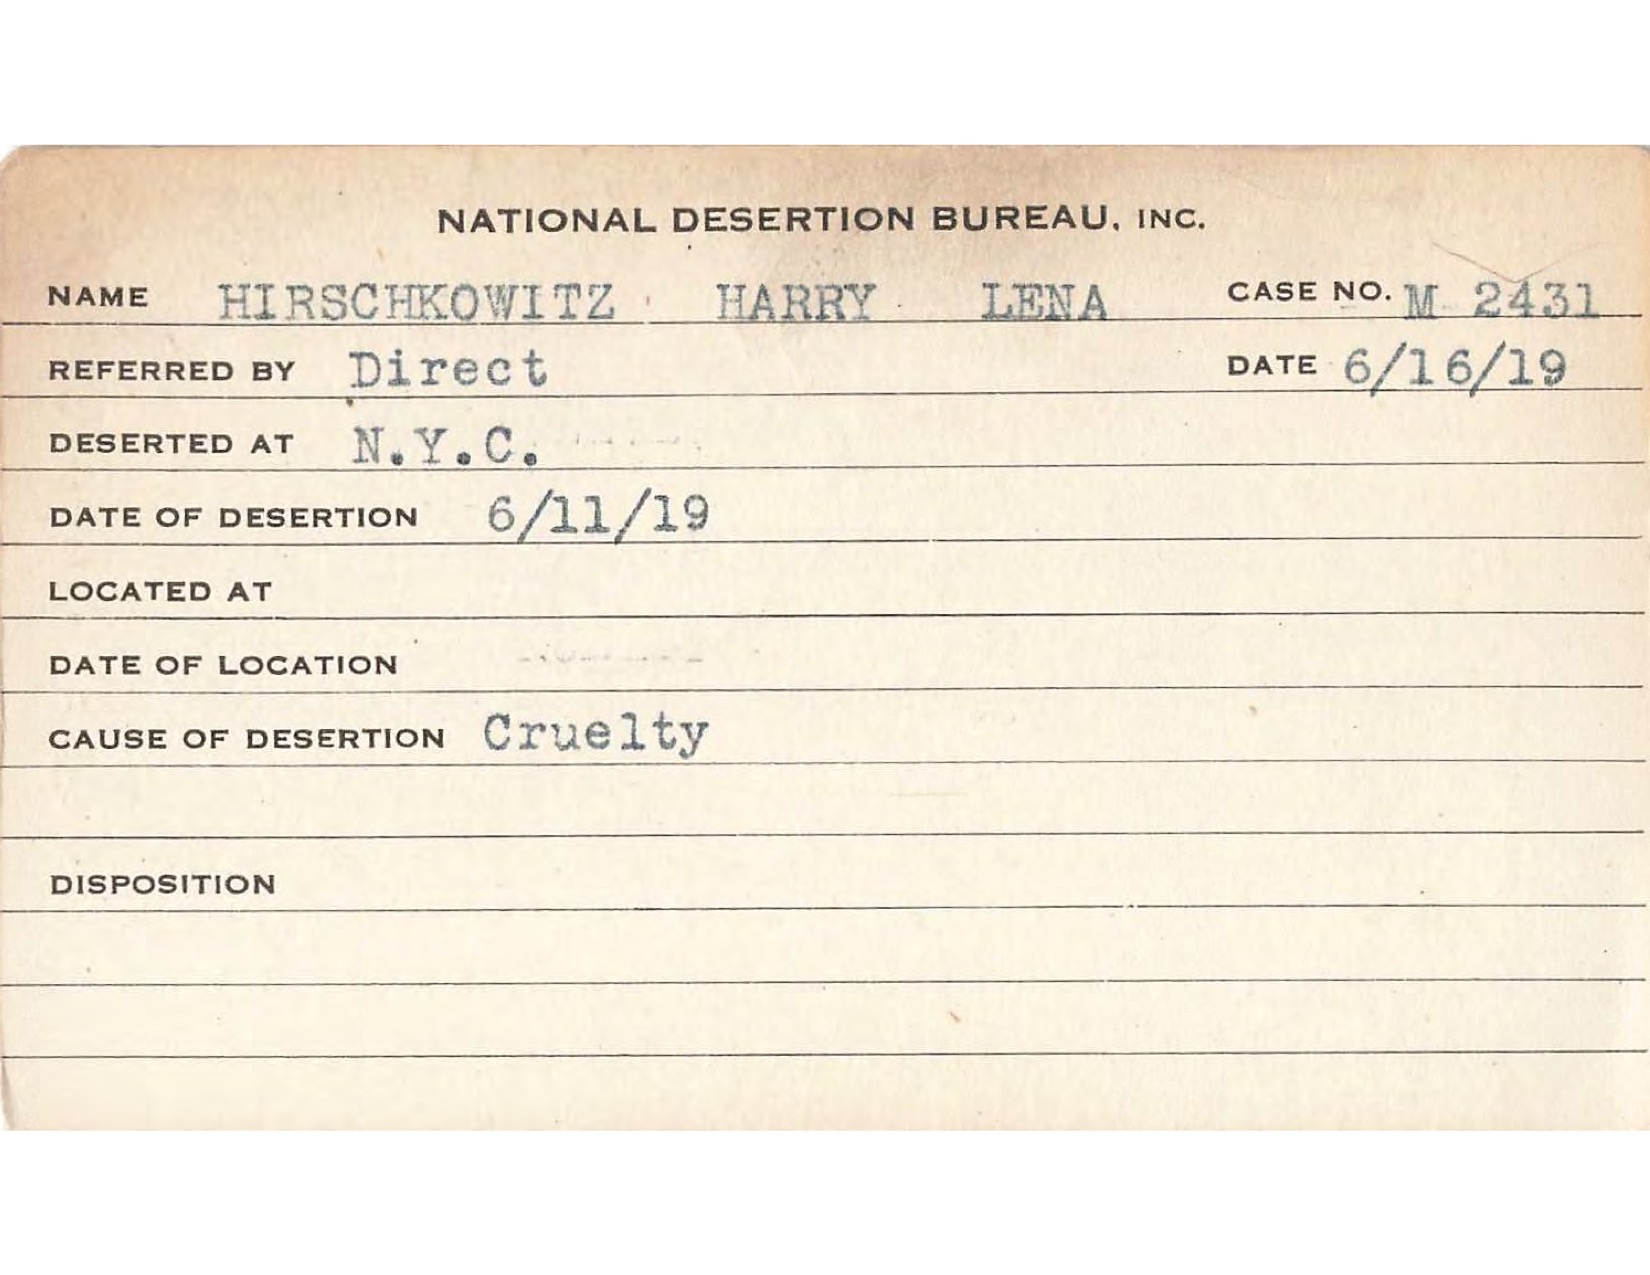 NATIONAL DESERTION BUREAU, INC.
NAME HIRSCHKOWITZ HARRY LENA CASE NO. M 2431
REFERRED BY Direct DATE 6/16/19
DESERTED AT N.Y.C.
DATE OF DESERTION 6/11/19
LOCATED AT
DATE OF LOCATION
CAUSE OF DESERTION Cruelty
DISPOSITION